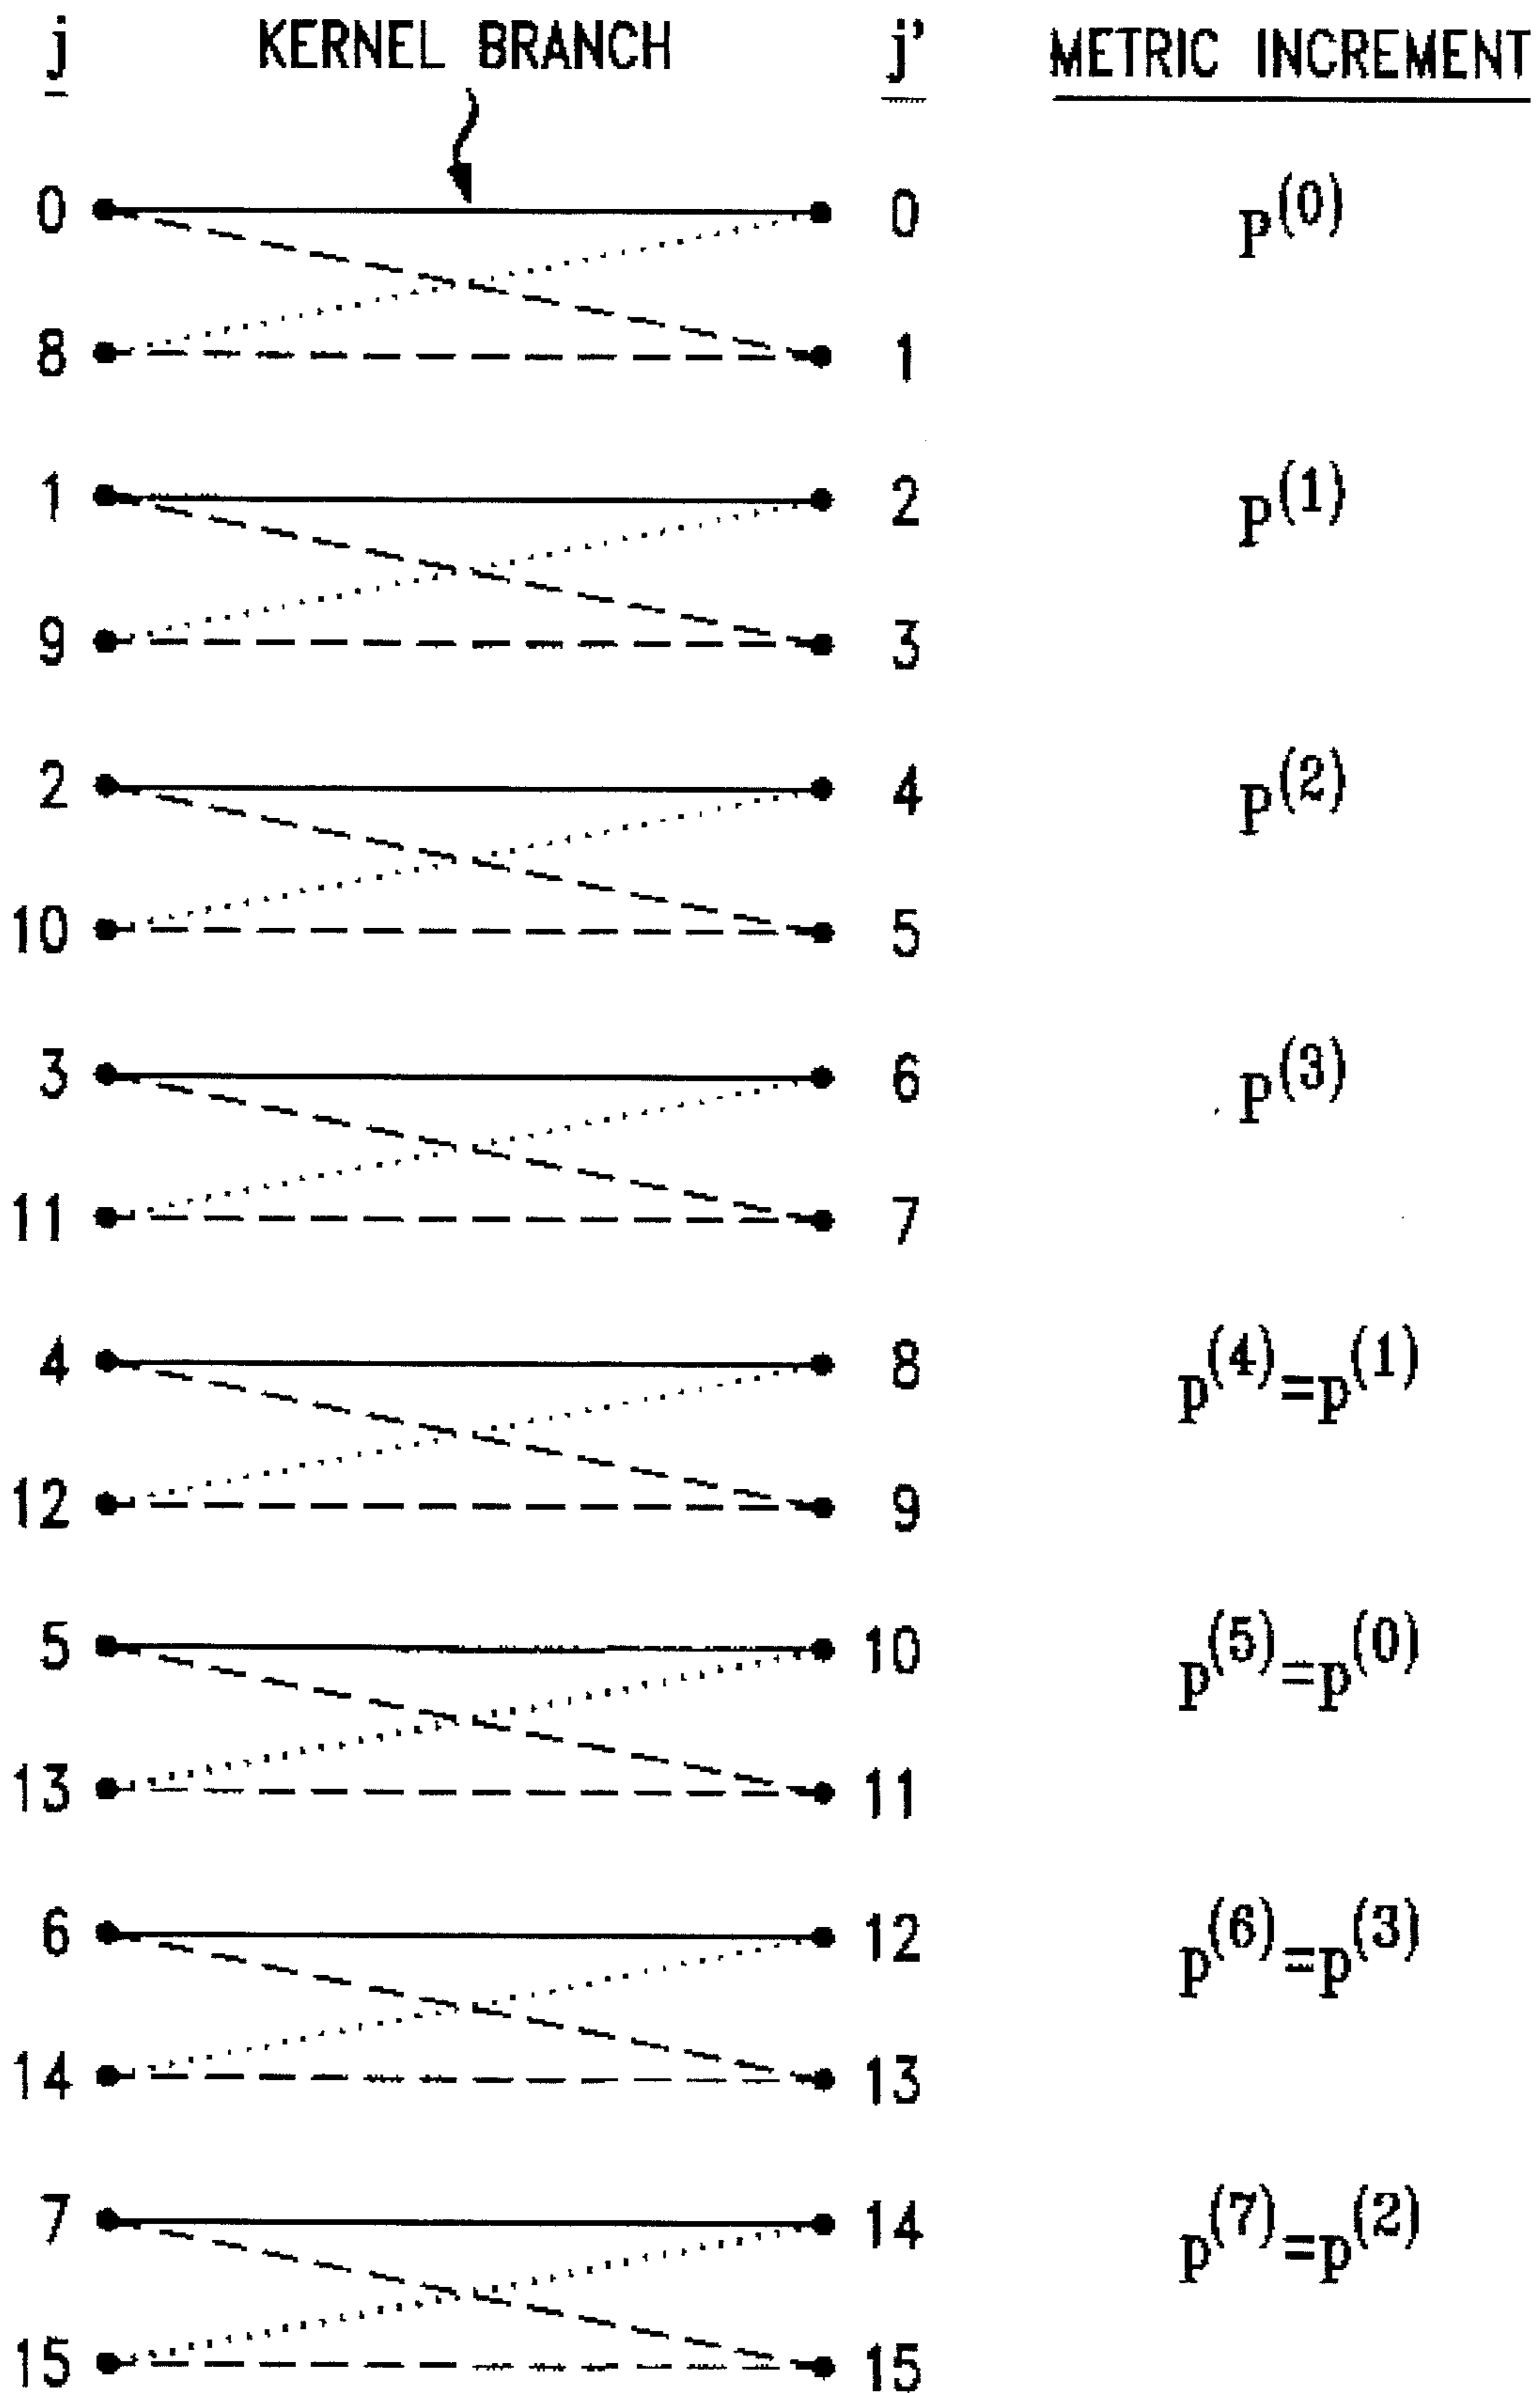 j KERNEL BRANCH j' METRIC INCREMENT
0 0 P^(0)
8 1
1 2 P^(1)
9 3
2 4 P^(2)
10 5
3 6 P^(3)
11 7
4 8 p^(4)=p^(1)
12 9
5 10 p^(5)=p^(0)
13 11
6 12 p^(6)=p^(3)
14 13
7 14 p^(7)=p^(2)
15 15